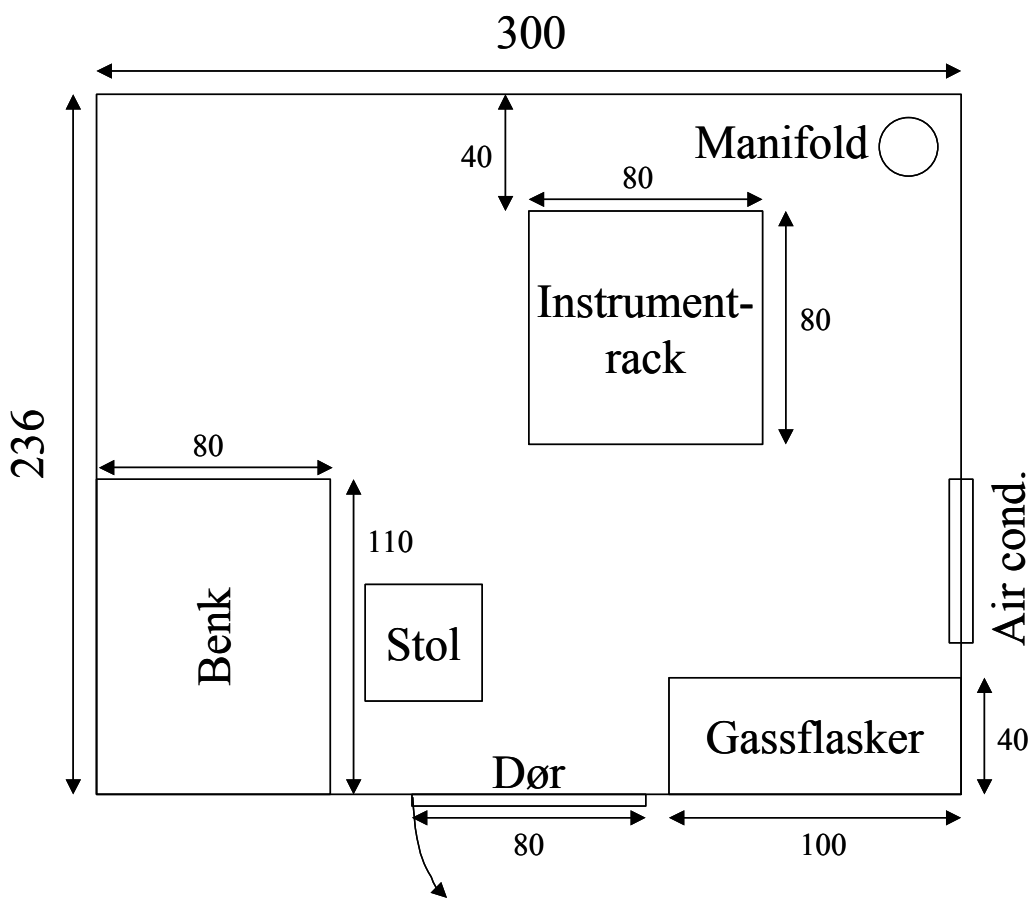 300
40
Manifold
80
Instrument-
rack
80
236
80
110
Benk
Stol
Air cond.
Gassflasker
40
Dør
80
100